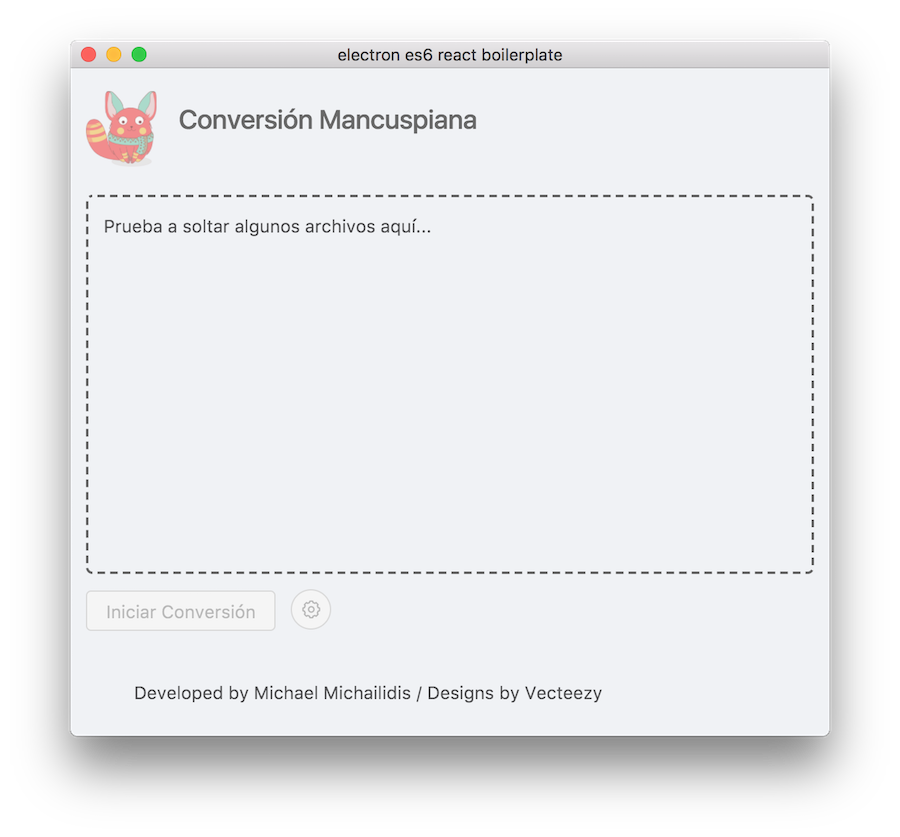 electron es6 react boilerplate
Conversión Mancuspiana
Prueba a soltar algunos archivos aquí...
Iniciar Conversión
Developed by Michael Michailidis / Designs by Vecteezy